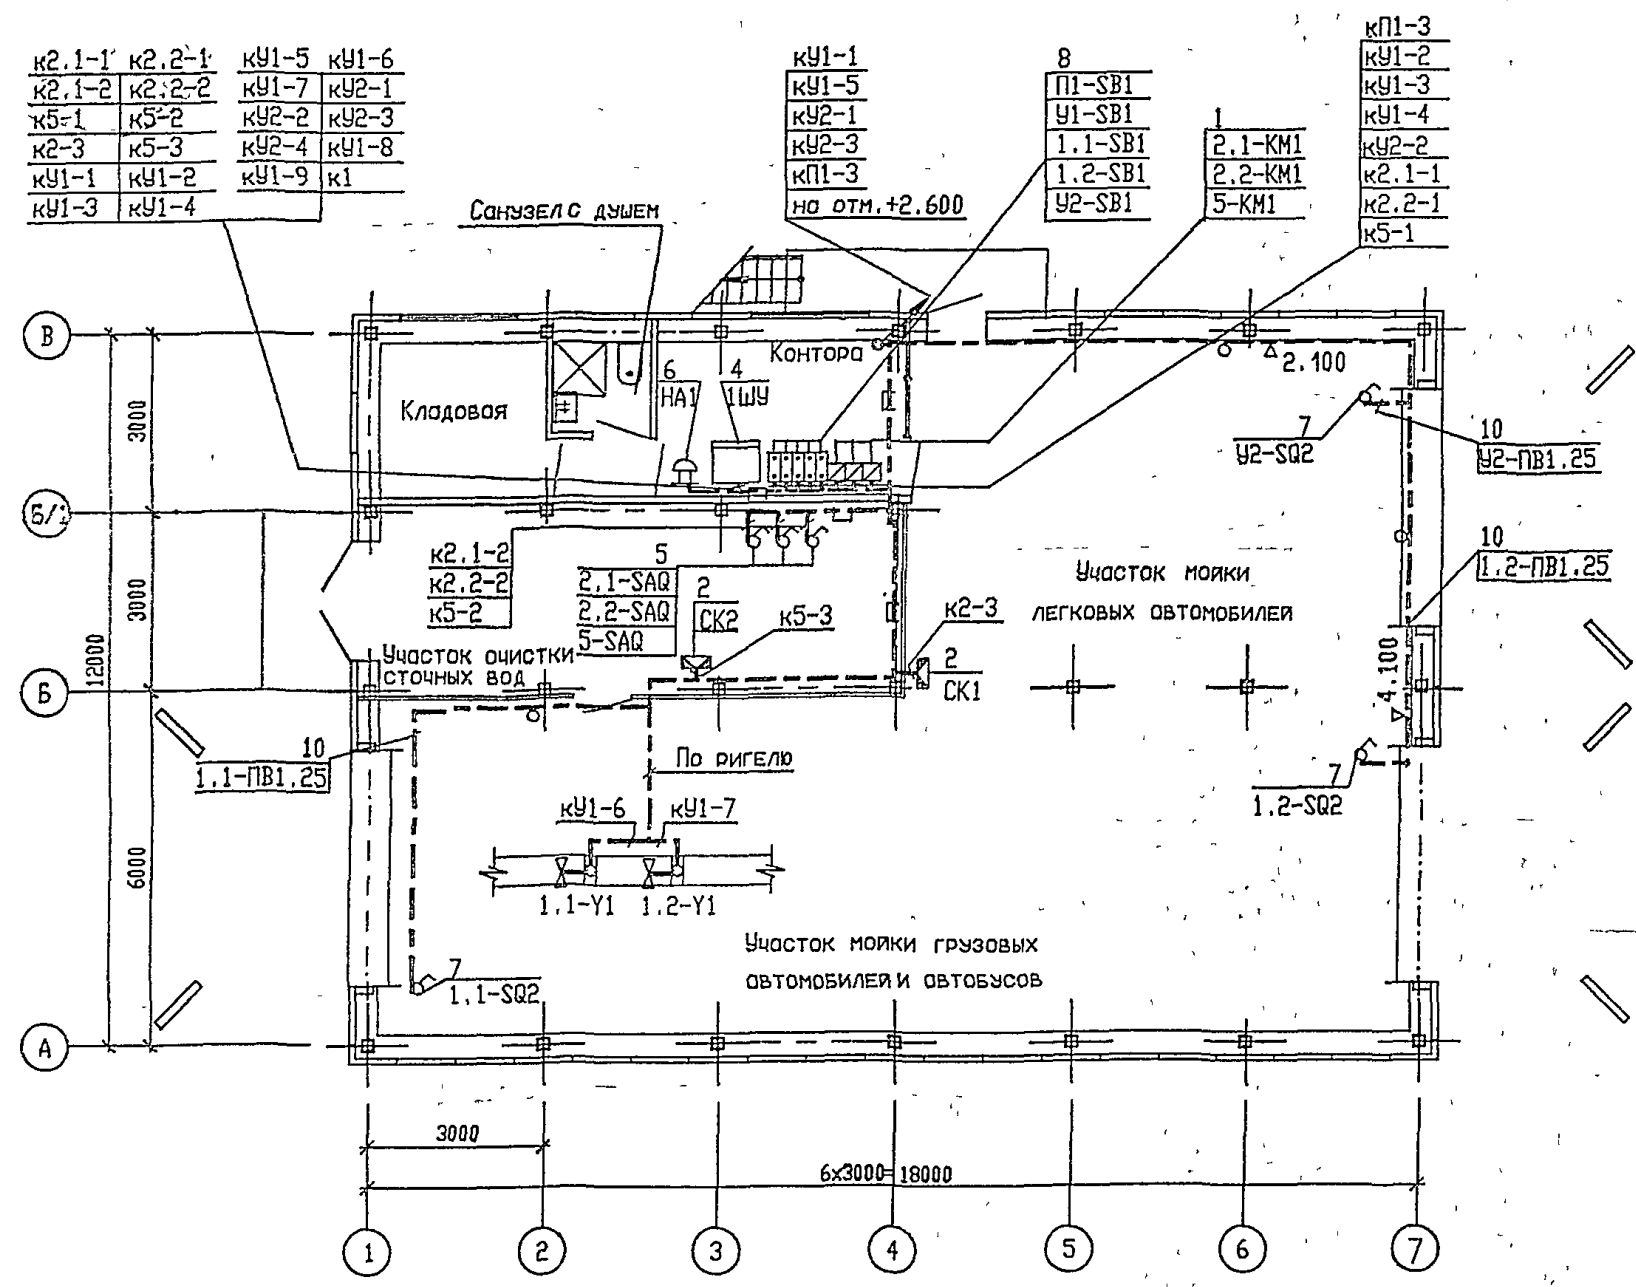 к2.1-1 к2.2-1
к2.1-2 к2.2-2
к5-1 к5-2
к2-3 к5-3
кУ1-1 кУ1-2
кУ1-3 кУ1-4
кУ1-5 кУ1-6
кУ1-7 кУ2-1
кУ2-2 кУ2-3
кУ2-4 кУ1-8
кУ1-9 к1
Санузел с душем
кУ1-1
кУ1-5
кУ2-1
кУ2-3
кП1-3
на отм.+2.600
8
П1-SB1
У1-SB1
1.1-SB1
1.2-SB1
У2-SB1
1
2.1-КМ1
2.2-КМ1
5-КМ1
кП1-3
кУ1-2
кУ1-3
кУ1-4
кУ2-2
к2.1-1
к2.2-1
к5-1
В
Контора
2.100
6
НА1
4
1ШУ
Кладовая
3000
7
У2-SQ2
10
У2-ПВ1.25
Б/1
к2.1-2
к2.2-2
к5-2
5
2.1-SAQ
2.2-SAQ
5-SAQ
2
СК2
к5-3
к2-3
2
СК1
Участок мойки
легковых автомобилей
10
1.2-ПВ1.25
3000
12000
Участок очистки
сточных вод
4.100
Б
10
1.1-ПВ1.25
По ригелю
7
1.2-SQ2
кУ1-6 кУ1-7
6000
1.1-Y1 1.2-Y1
Участок мойки грузовых
автомобилей и автобусов
7
1.1-SQ2
А
3000
6х3000=18000
1 2 3 4 5 6 7